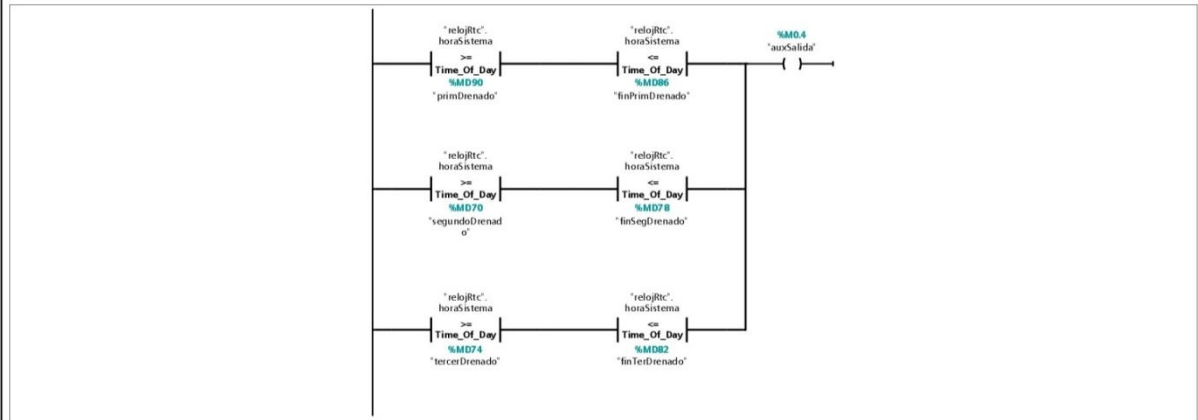 "relojRtc".
horaSistema
>=
Time_Of_Day
%MD90
"primDrenado"
"relojRtc".
horaSistema
<=
Time_Of_Day
%MD86
"finPrimDrenado"
%M0.4
"auxSalida"
"relojRtc".
horaSistema
>=
Time_Of_Day
%MD70
"segundoDrenad
o"
"relojRtc".
horaSistema
<=
Time_Of_Day
%MD78
"finSegDrenado"
"relojRtc".
horaSistema
>=
Time_Of_Day
%MD74
"tercerDrenado"
"relojRtc".
horaSistema
<=
Time_Of_Day
%MD82
"finTerDrenado"